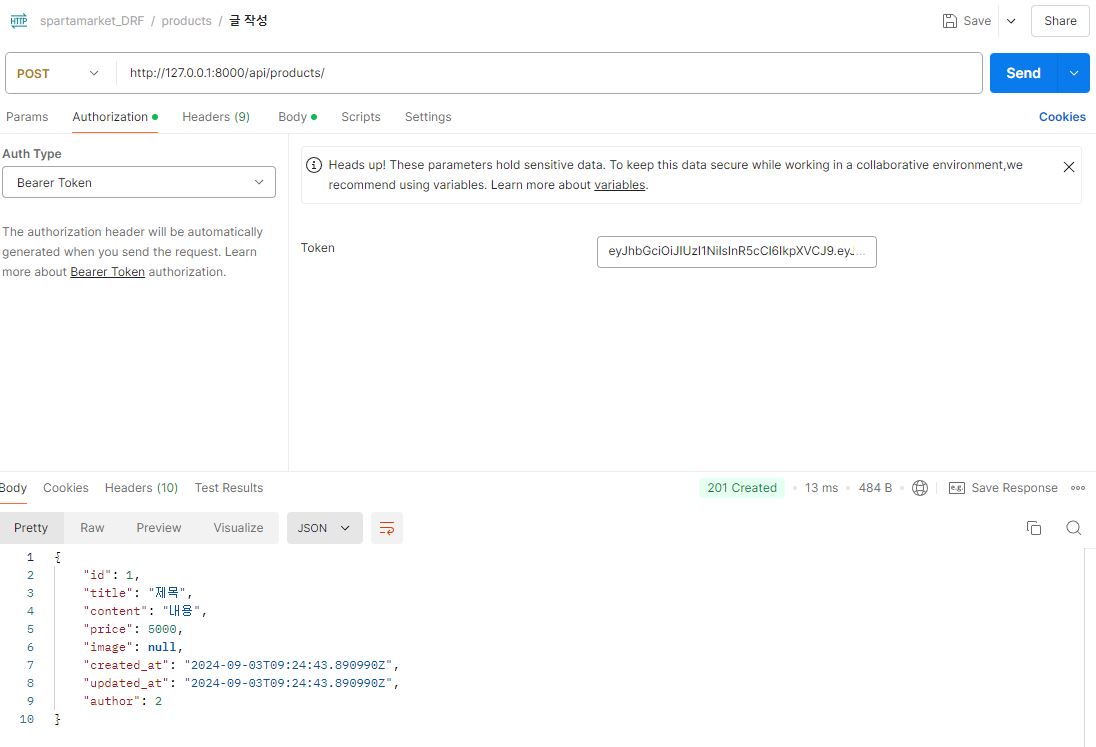 HTTP spartamarket_DRF / products / 글 작성 Save Share
POST http://127.0.0.1:8000/api/products/ Send
Params Authorization Headers (9) Body Scripts Settings Cookies
Auth Type
Bearer Token
The authorization header will be automatically
generated when you send the request. Learn
more about Bearer Token authorization.
Heads up! These parameters hold sensitive data. To keep this data secure while working in a collaborative environment,we
recommend using variables. Learn more about variables.
Token eyJhbGciOiJIUzI1NiIsInR5cCI6IkpXVCJ9.eyJ...
Body Cookies Headers (10) Test Results 201 Created 13 ms 484 B e.g. Save Response
Pretty Raw Preview Visualize JSON
1 {
2 "id": 1,
3 "title": "제목",
4 "content": "내용",
5 "price": 5000,
6 "image": null,
7 "created_at": "2024-09-03T09:24:43.890990Z",
8 "updated_at": "2024-09-03T09:24:43.890990Z",
9 "author": 2
10 }